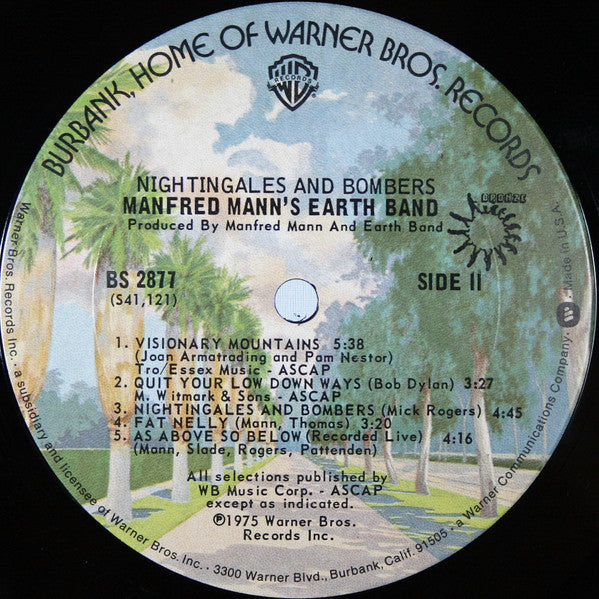 BURBANK, HOME OF WARNER BROS. RECORDS
WB
RECORDS
NIGHTINGALES AND BOMBERS
MANFRED MANN'S EARTH BAND
Produced By Manfred Mann And Earth Band
BRONZE
BS 2877
(S41,121)
SIDE II
1. VISIONARY MOUNTAINS 5:38
(Joan Armatrading and Pam Nestor)
Tro/Essex Music - ASCAP
2. QUIT YOUR LOW DOWN WAYS (Bob Dylan) 3:27
M. Witmark & Sons - ASCAP
3. NIGHTINGALES AND BOMBERS (Mick Rogers) 4:45
4. FAT NELLY (Mann, Thomas) 3:20
5. AS ABOVE SO BELOW (Recorded Live) 4:16
(Mann, Slade, Rogers, Pattenden)
All selections published by
WB Music Corp. - ASCAP
except as indicated.
℗1975 Warner Bros.
Records Inc.
Warner Bros. Records Inc. • a subsidiary and licensee of Warner Bros. Inc. • 3300 Warner Blvd., Burbank, Calif. 91505 • a Warner Communications Company. • Made in U.S.A.